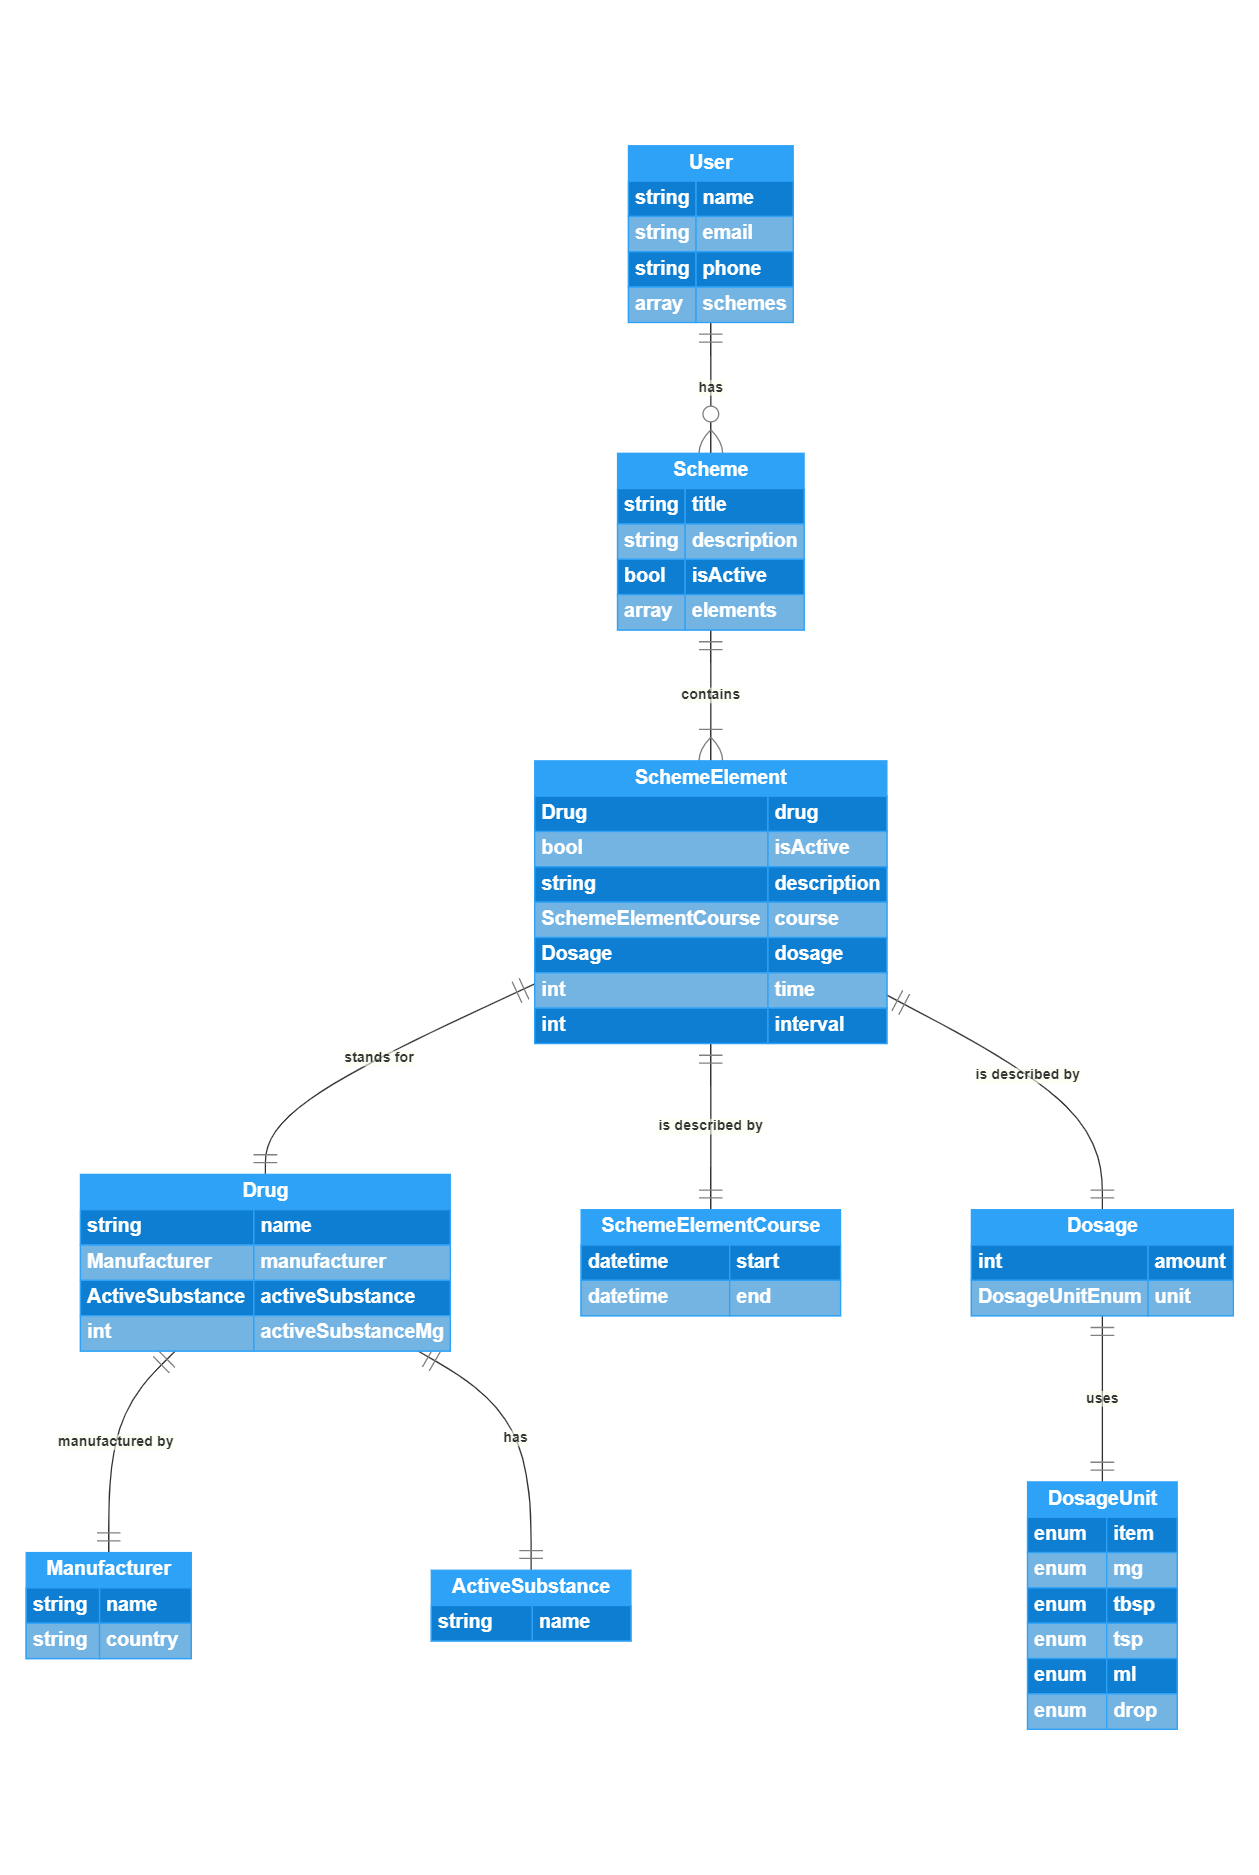 User
string name
string email
string phone
array schemes
has
Scheme
string title
string description
bool isActive
array elements
contains
SchemeElement
Drug drug
bool isActive
string description
SchemeElementCourse course
Dosage dosage
int time
int interval
stands for
is described by
is described by
Drug
string name
Manufacturer manufacturer
ActiveSubstance activeSubstance
int activeSubstanceMg
SchemeElementCourse
datetime start
datetime end
Dosage
int amount
DosageUnitEnum unit
manufactured by
has
uses
Manufacturer
string name
string country
ActiveSubstance
string name
DosageUnit
enum item
enum mg
enum tbsp
enum tsp
enum ml
enum drop